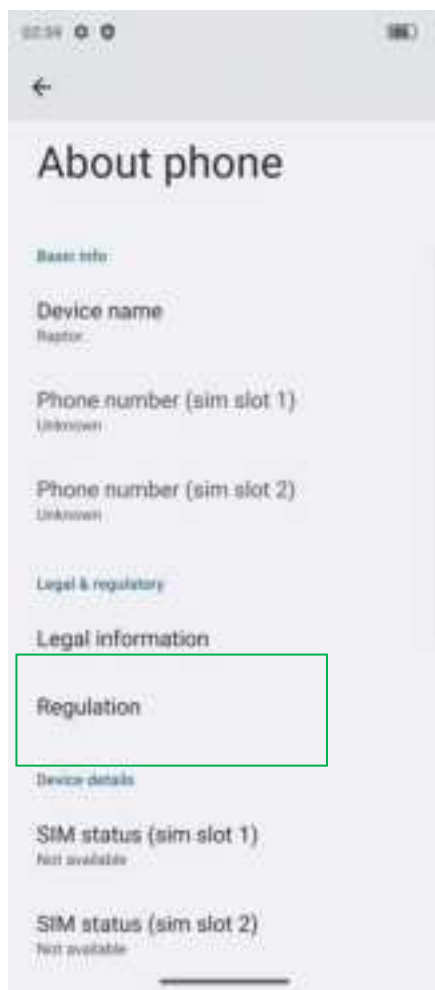 About phone
Basic info
Device name
Raptor
Phone number (sim slot 1)
Unknown
Phone number (sim slot 2)
Unknown
Legal & regulatory
Legal information
Regulation
Device details
SIM status (sim slot 1)
Not available
SIM status (sim slot 2)
Not available